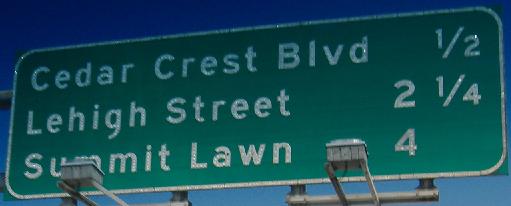 Cedar Crest Blvd 1/2
Lehigh Street 2 1/4
Summit Lawn 4